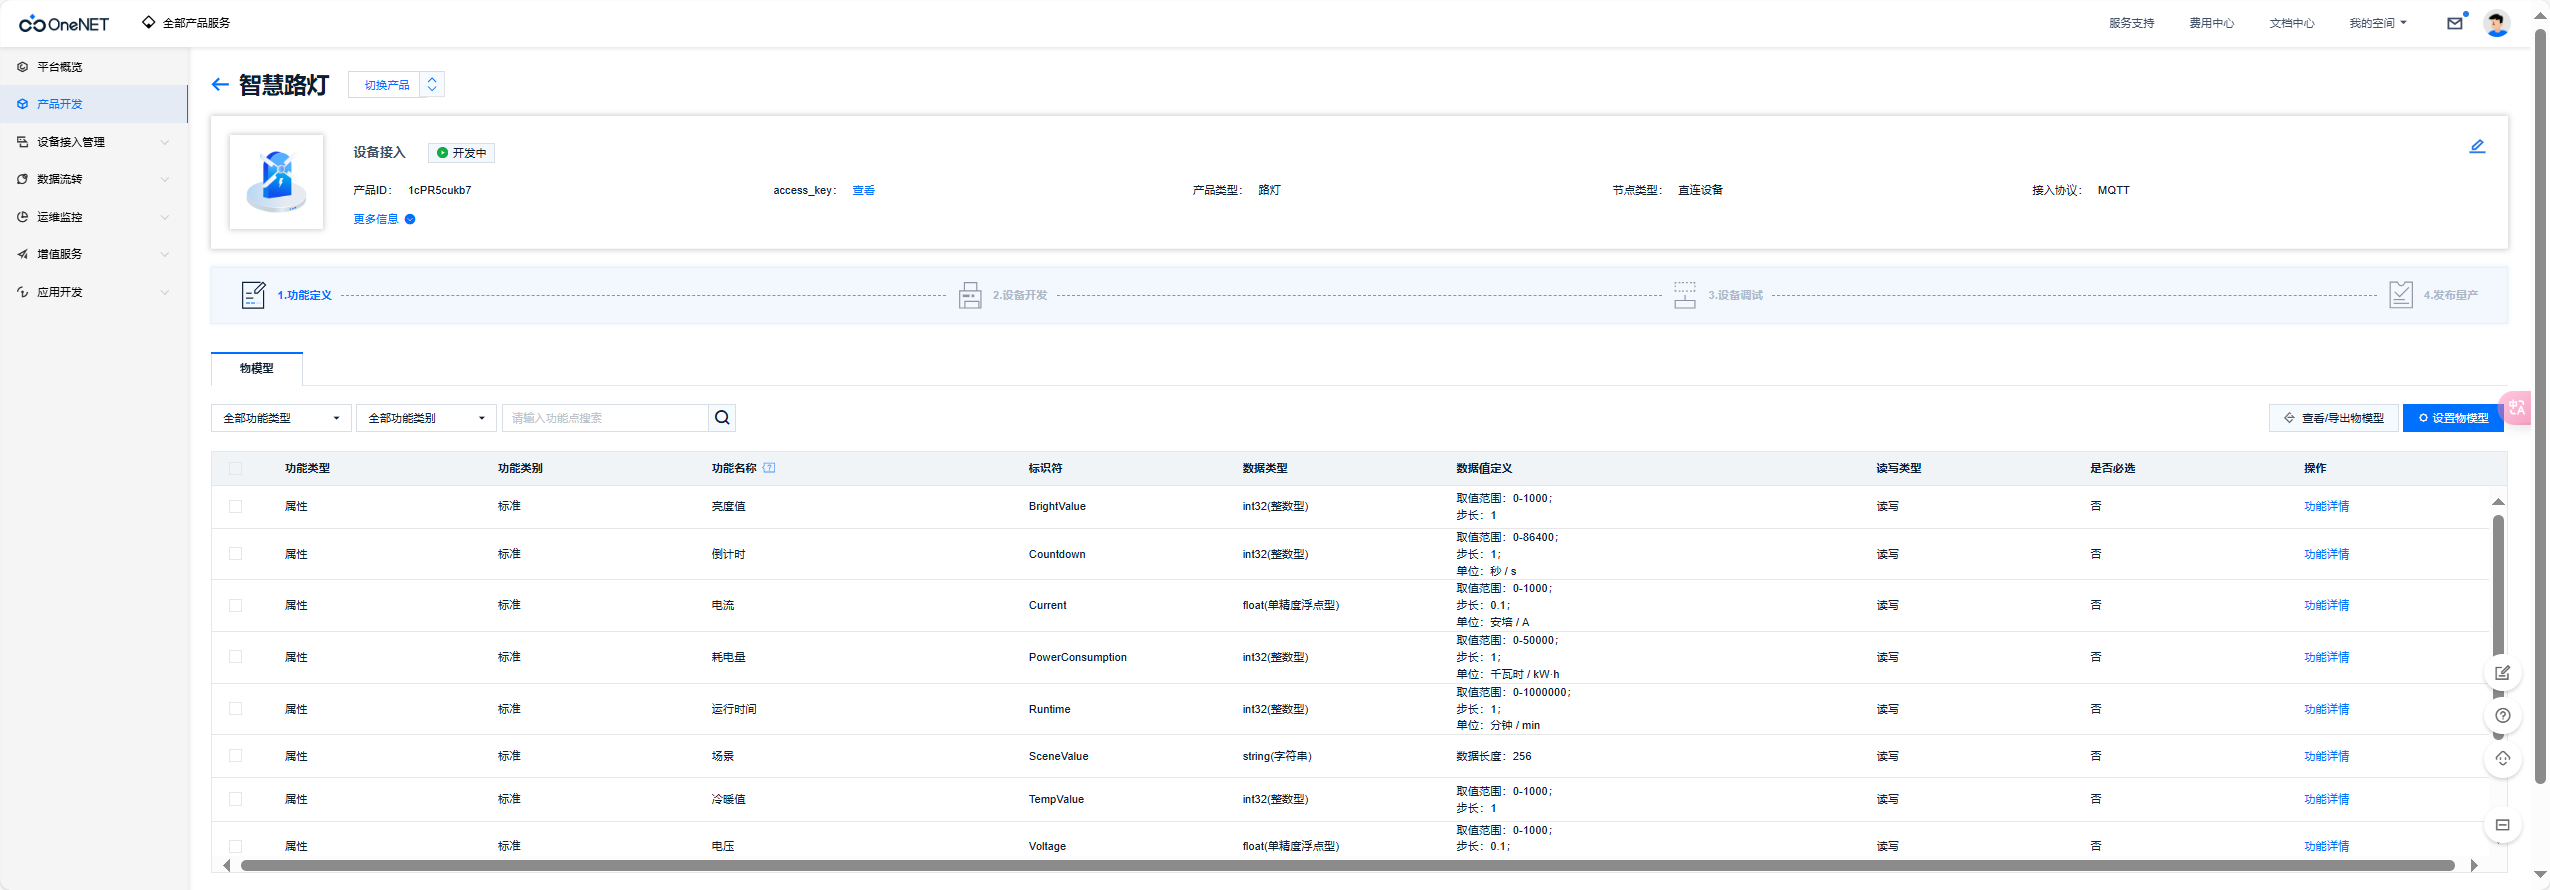 OneNET 全部产品服务 服务支持 费用中心 文档中心 我的空间
平台概览
产品开发
设备接入管理
数据流转
运维监控
增值服务
应用开发
智慧路灯 切换产品
设备接入 开发中
产品ID： 1cPR5cukb7 access_key： 查看 产品类型： 路灯 节点类型： 直连设备 接入协议： MQTT
更多信息
1.功能定义 2.设备开发 3.设备调试 4.发布量产
物模型
全部功能类型 全部功能类别 请输入功能点搜索 查看/导出物模型 设置物模型
中A
功能类型 功能类别 功能名称 标识符 数据类型 数据值定义 读写类型 是否必选 操作
属性 标准 亮度值 BrightValue int32(整数型) 取值范围：0-1000；
步长：1 读写 否 功能详情
属性 标准 倒计时 Countdown int32(整数型) 取值范围：0-86400；
步长：1；
单位：秒 / s 读写 否 功能详情
属性 标准 电流 Current float(单精度浮点型) 取值范围：0-1000；
步长：0.1；
单位：安培 / A 读写 否 功能详情
属性 标准 耗电量 PowerConsumption int32(整数型) 取值范围：0-50000；
步长：1；
单位：千瓦时 / kW·h 读写 否 功能详情
属性 标准 运行时间 Runtime int32(整数型) 取值范围：0-1000000；
步长：1；
单位：分钟 / min 读写 否 功能详情
属性 标准 场景 SceneValue string(字符串) 数据长度：256 读写 否 功能详情
属性 标准 冷暖值 TempValue int32(整数型) 取值范围：0-1000；
步长：1 读写 否 功能详情
属性 标准 电压 Voltage float(单精度浮点型) 取值范围：0-1000；
步长：0.1； 读写 否 功能详情